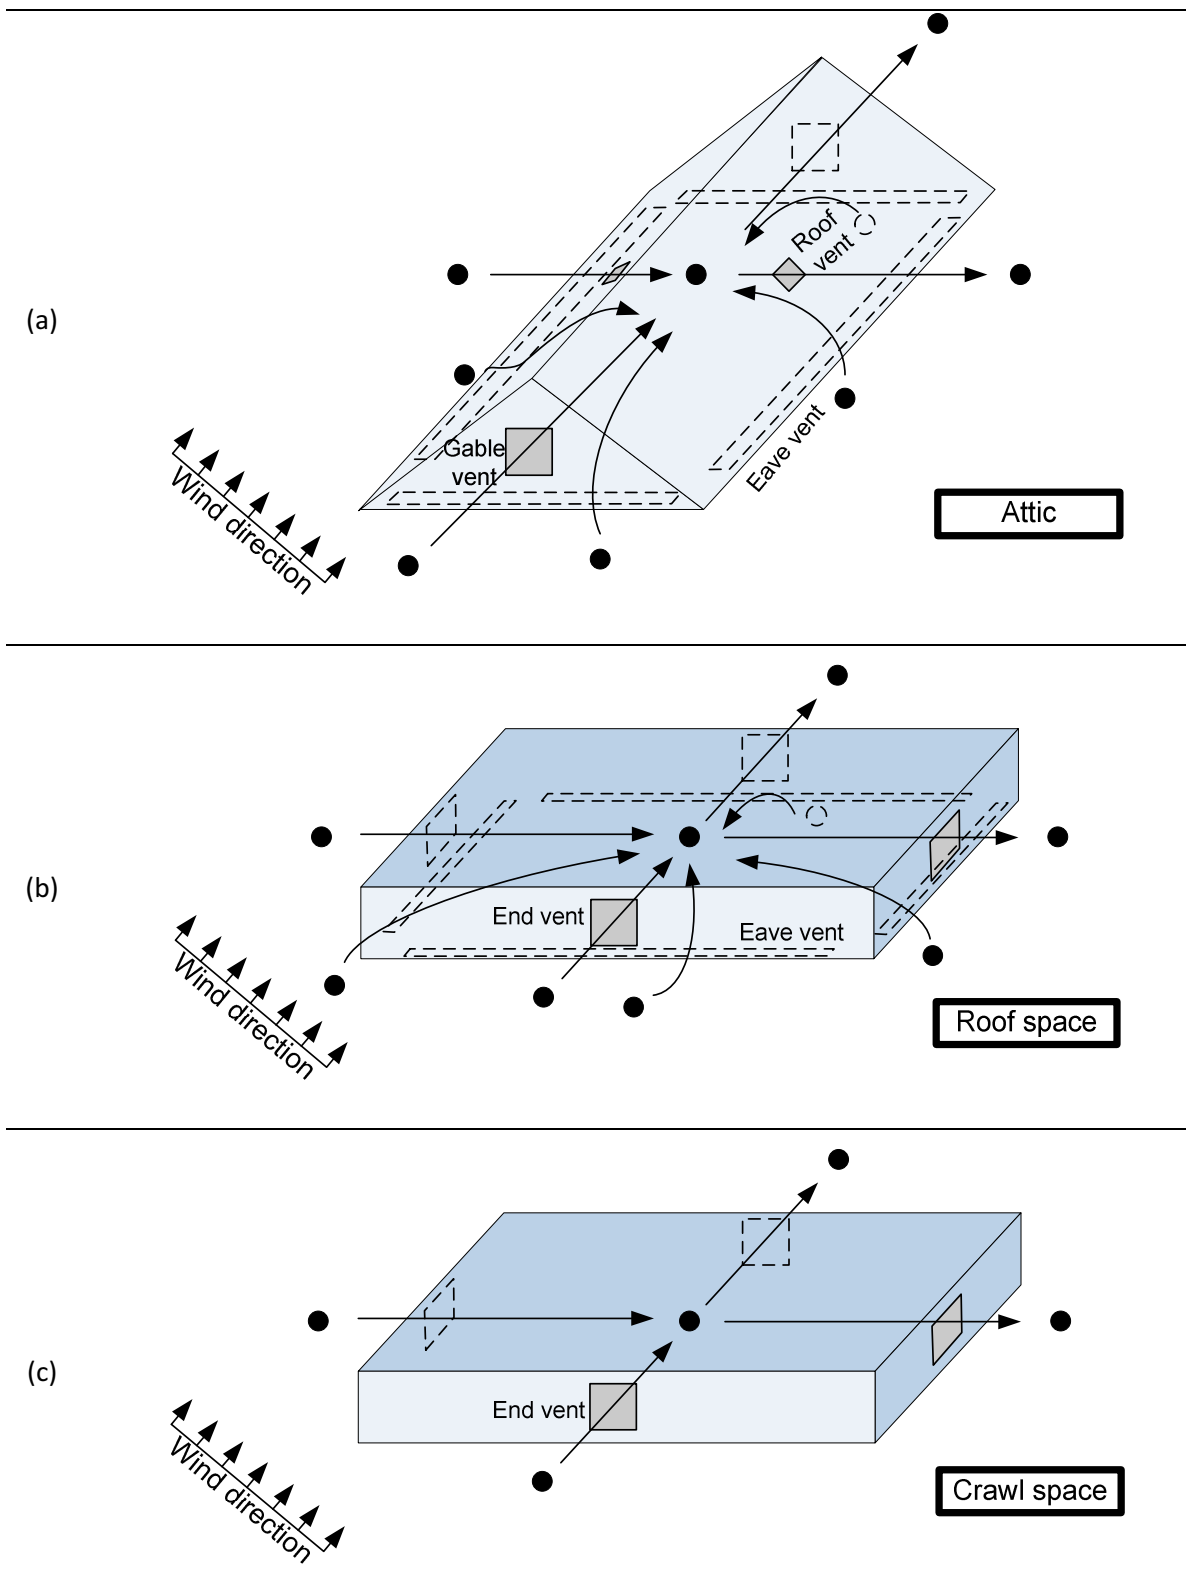 (a)
Roof
vent
Gable
vent
Eave vent
Wind direction
Attic
(b)
End vent
Eave vent
Wind direction
Roof space
(c)
End vent
Wind direction
Crawl space